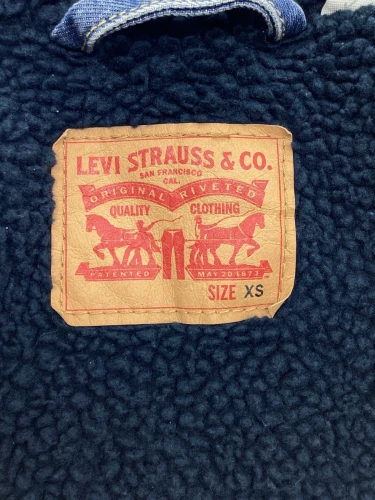 LEVI STRAUSS & CO.
SAN FRANCISCO
CAL.
ORIGINAL RIVETED
QUALITY CLOTHING
PATENTED MAY 20 1873
SIZE XS